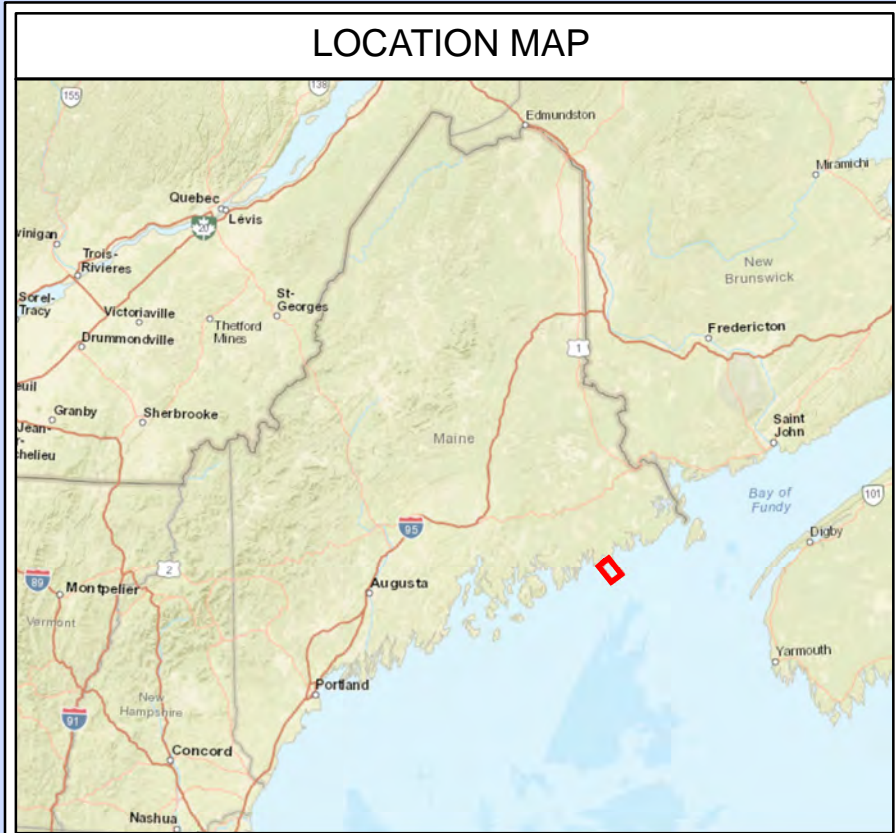 LOCATION MAP
155
138
Edmundston
Miramichi
Quebec
Lévis
20
vinigan
Trois-
Rivieres
New
Brunswick
Sorel-
Tracy
Victoriaville
St-
Georges
Thetford
Mines
Drummondville
Fredericton
1
euil
Granby
Sherbrooke
Saint
John
Jean-
r-
chelieu
Maine
Bay of
Fundy
101
95
Digby
2
89
Montpelier
Augusta
Vermont
Yarmouth
Portland
New
Hampshire
91
Concord
Nashua